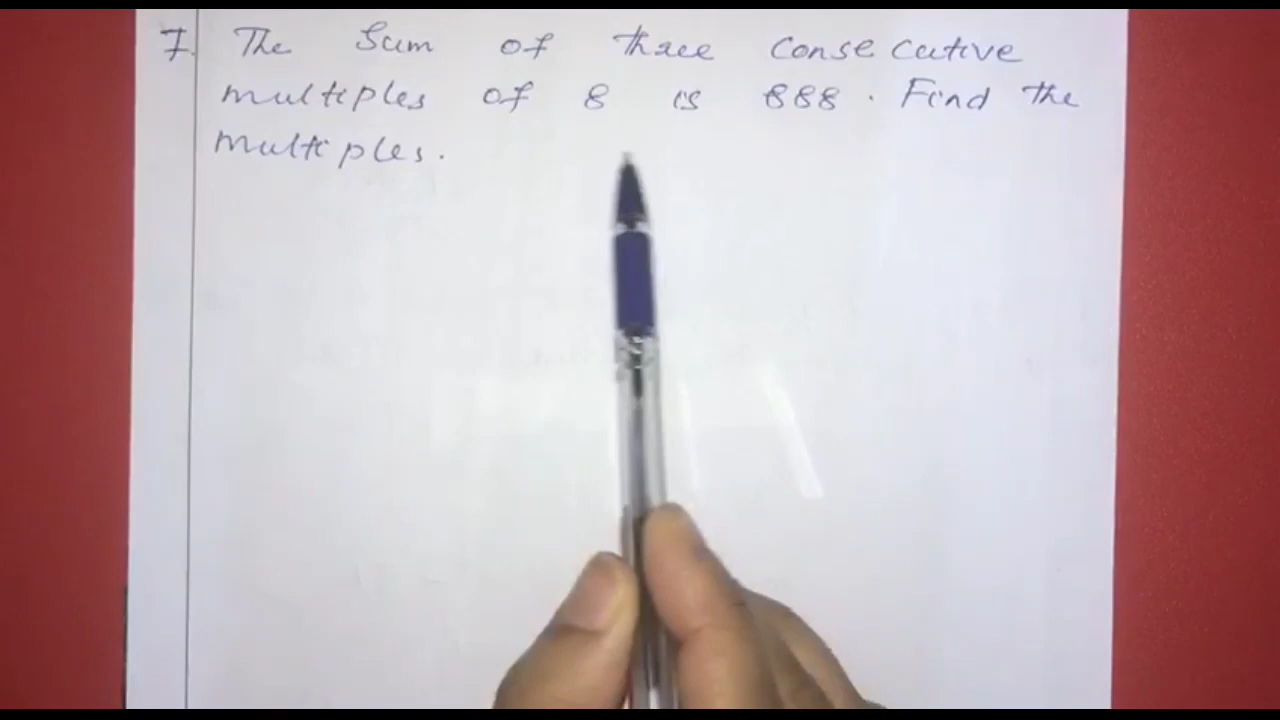 7. The Sum of three Consecutive
multiples of 8 is 888. Find the
multiples.